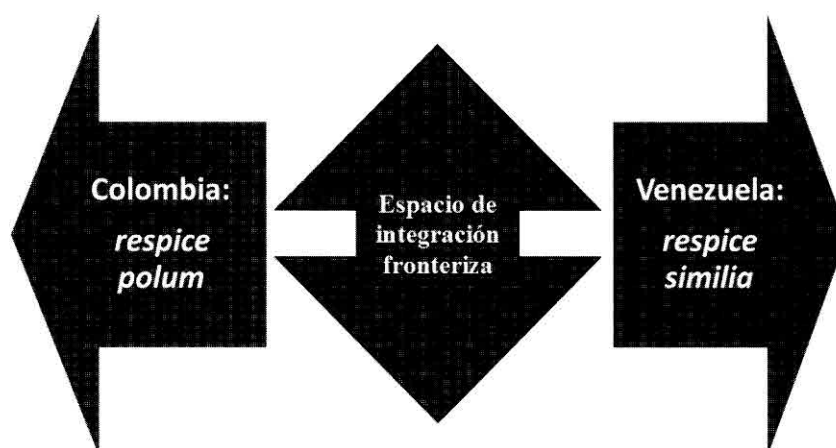 Colombia:
respice
polum
Espacio de
integración
fronteriza
Venezuela:
respice
similia